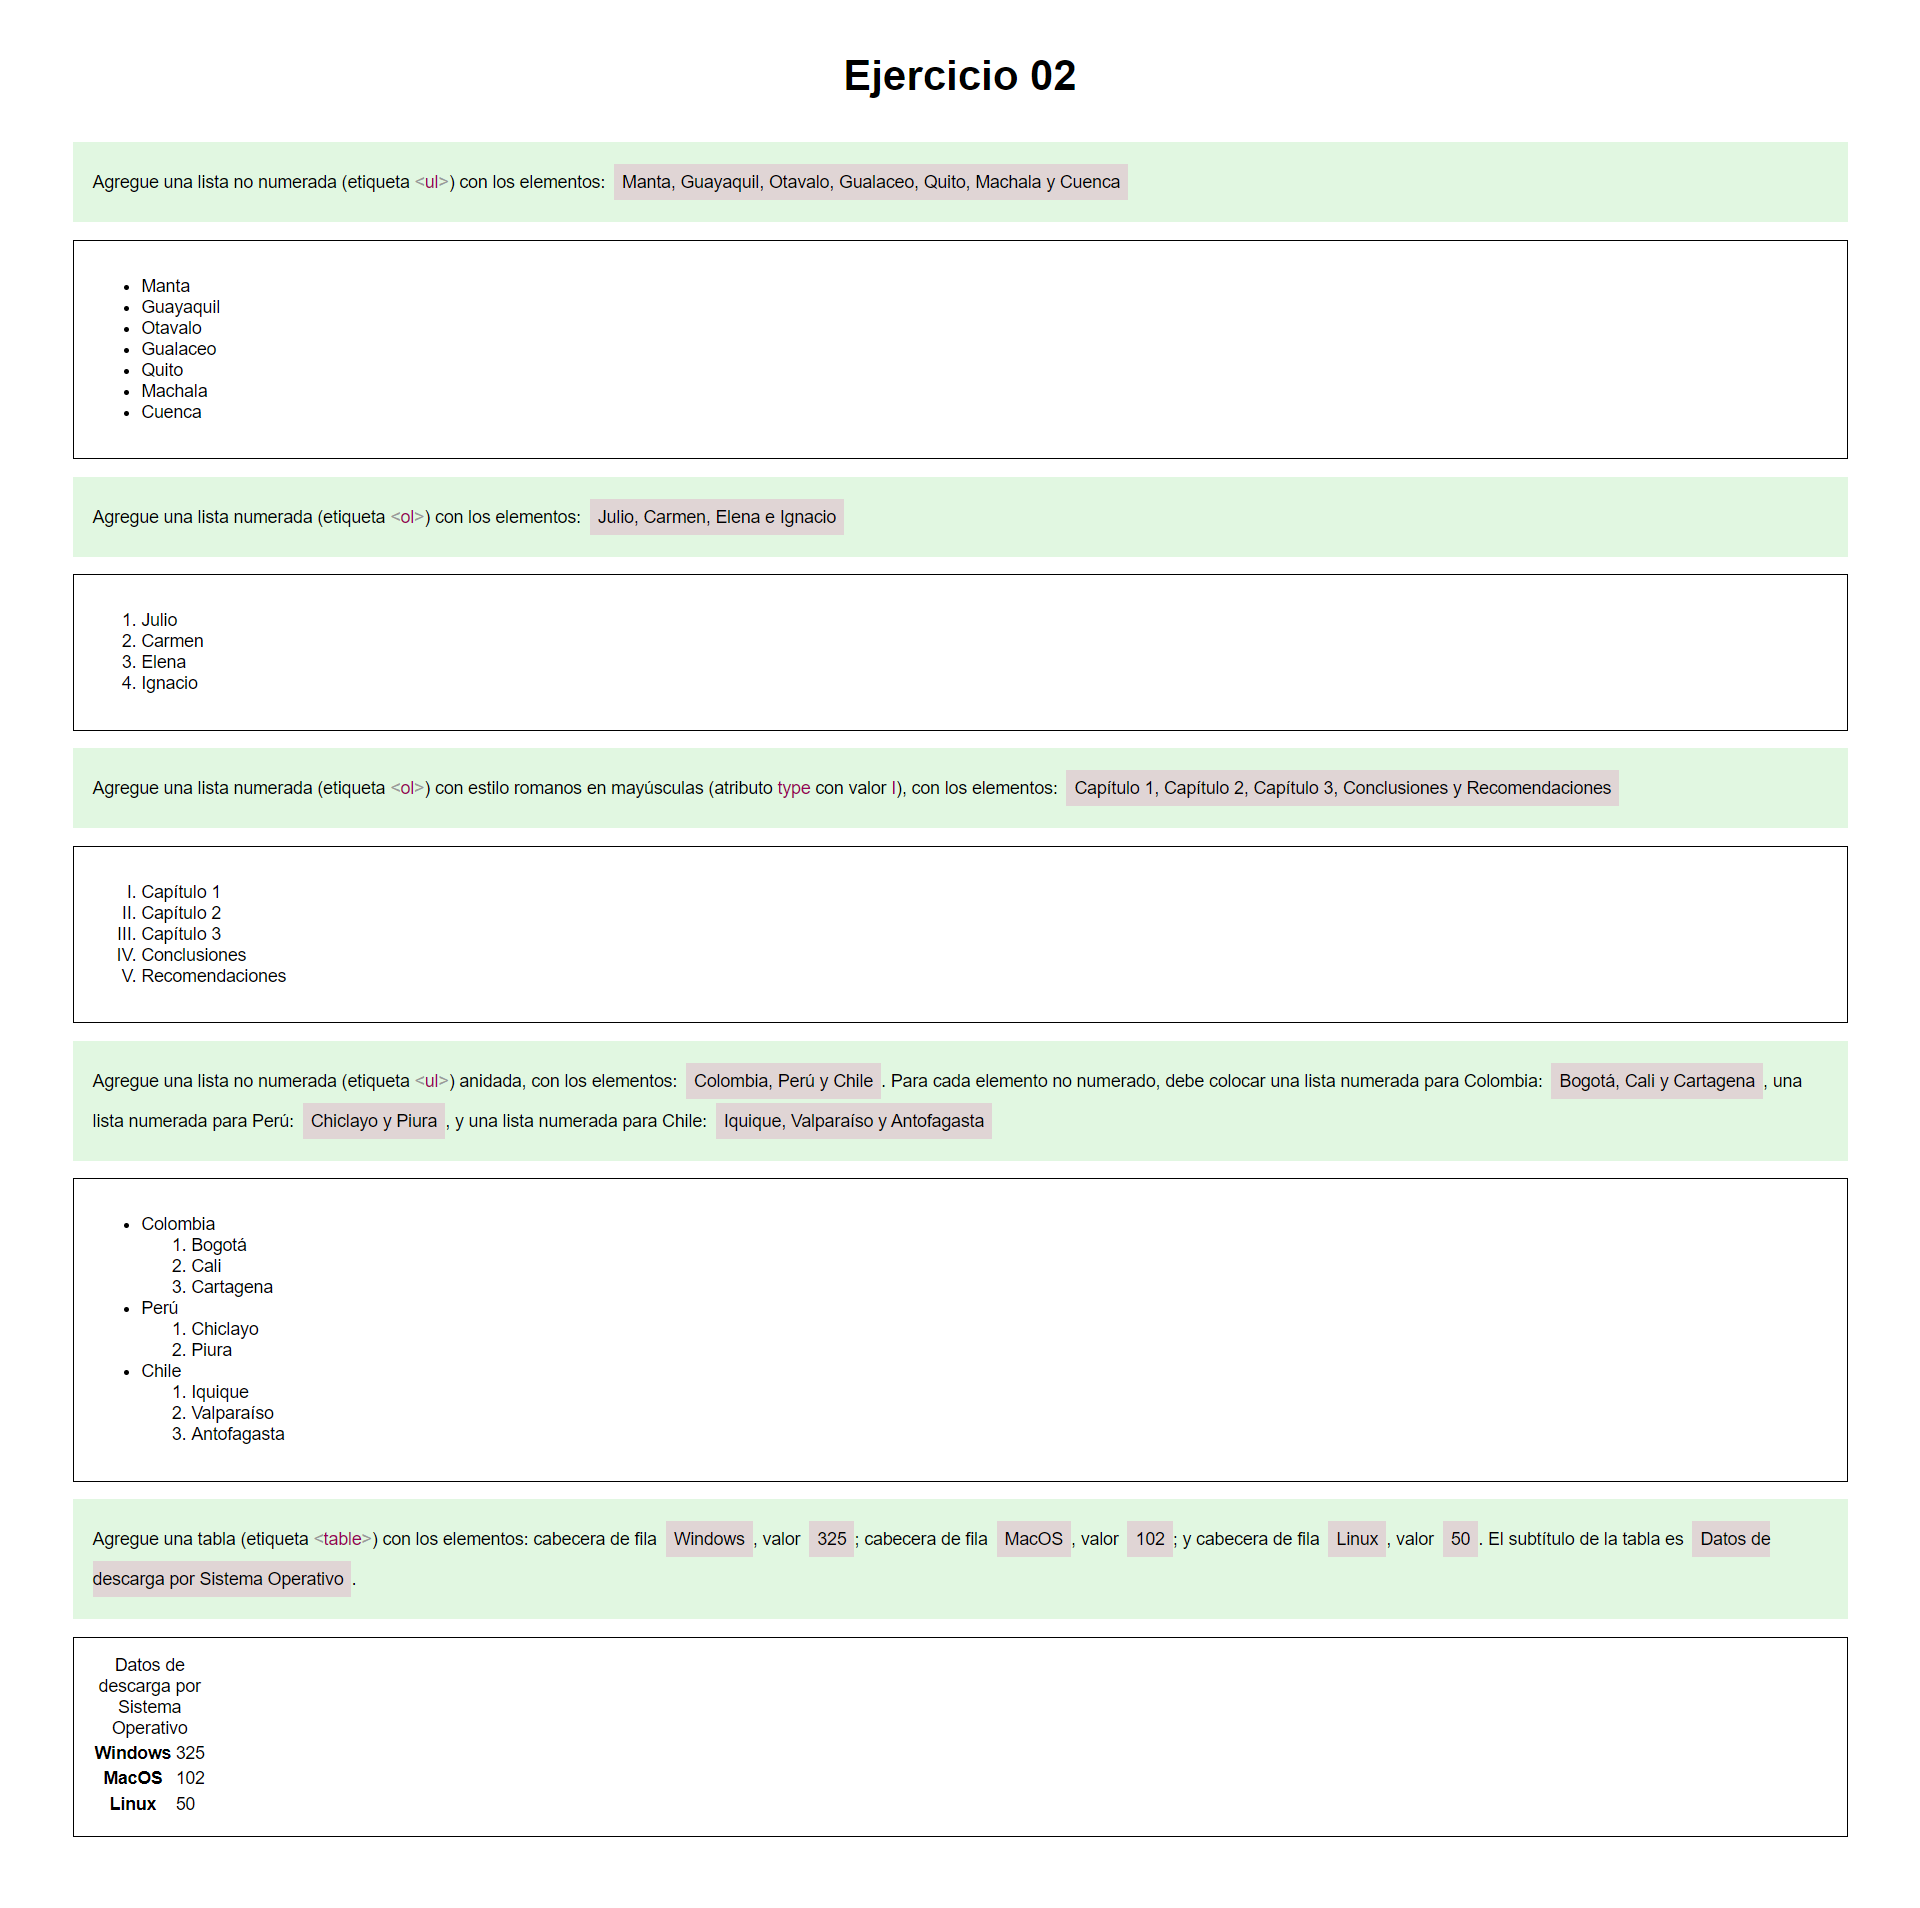 Ejercicio 02
Agregue una lista no numerada (etiqueta <ul>) con los elementos: Manta, Guayaquil, Otavalo, Gualaceo, Quito, Machala y Cuenca
• Manta
• Guayaquil
• Otavalo
• Gualaceo
• Quito
• Machala
• Cuenca
Agregue una lista numerada (etiqueta <ol>) con los elementos: Julio, Carmen, Elena e Ignacio
1. Julio
2. Carmen
3. Elena
4. Ignacio
Agregue una lista numerada (etiqueta <ol>) con estilo romanos en mayúsculas (atributo type con valor I), con los elementos: Capítulo 1, Capítulo 2, Capítulo 3, Conclusiones y Recomendaciones
I. Capítulo 1
II. Capítulo 2
III. Capítulo 3
IV. Conclusiones
V. Recomendaciones
Agregue una lista no numerada (etiqueta <ul>) anidada, con los elementos: Colombia, Perú y Chile. Para cada elemento no numerado, debe colocar una lista numerada para Colombia: Bogotá, Cali y Cartagena, una
lista numerada para Perú: Chiclayo y Piura, y una lista numerada para Chile: Iquique, Valparaíso y Antofagasta
• Colombia
1. Bogotá
2. Cali
3. Cartagena
• Perú
1. Chiclayo
2. Piura
• Chile
1. Iquique
2. Valparaíso
3. Antofagasta
Agregue una tabla (etiqueta <table>) con los elementos: cabecera de fila Windows, valor 325; cabecera de fila MacOS, valor 102; y cabecera de fila Linux, valor 50. El subtítulo de la tabla es Datos de
descarga por Sistema Operativo.
Datos de
descarga por
Sistema
Operativo
Windows 325
MacOS 102
Linux 50